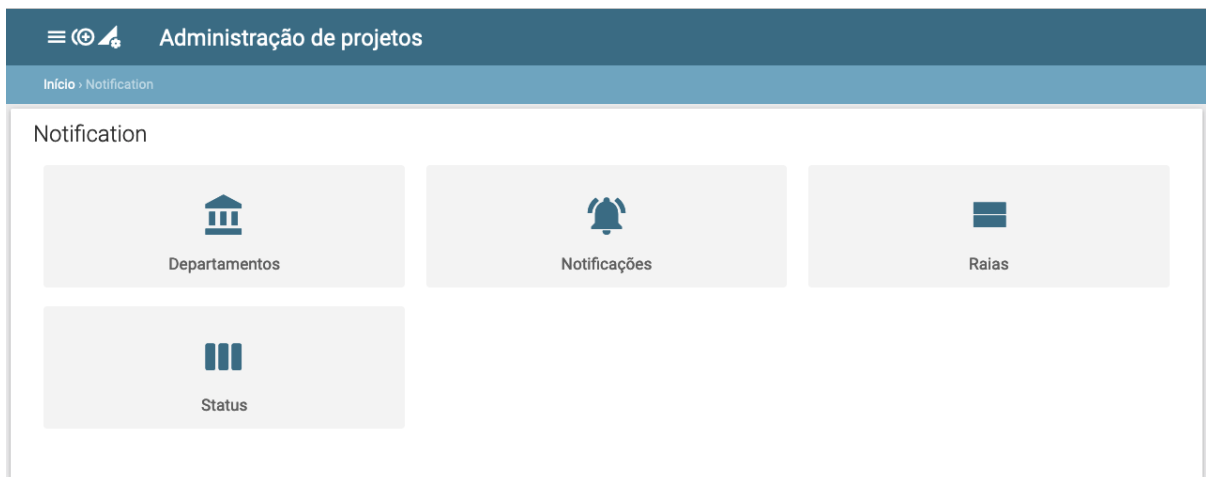 Administração de projetos
Início › Notification
Notification
Departamentos
Notificações
Raias
Status